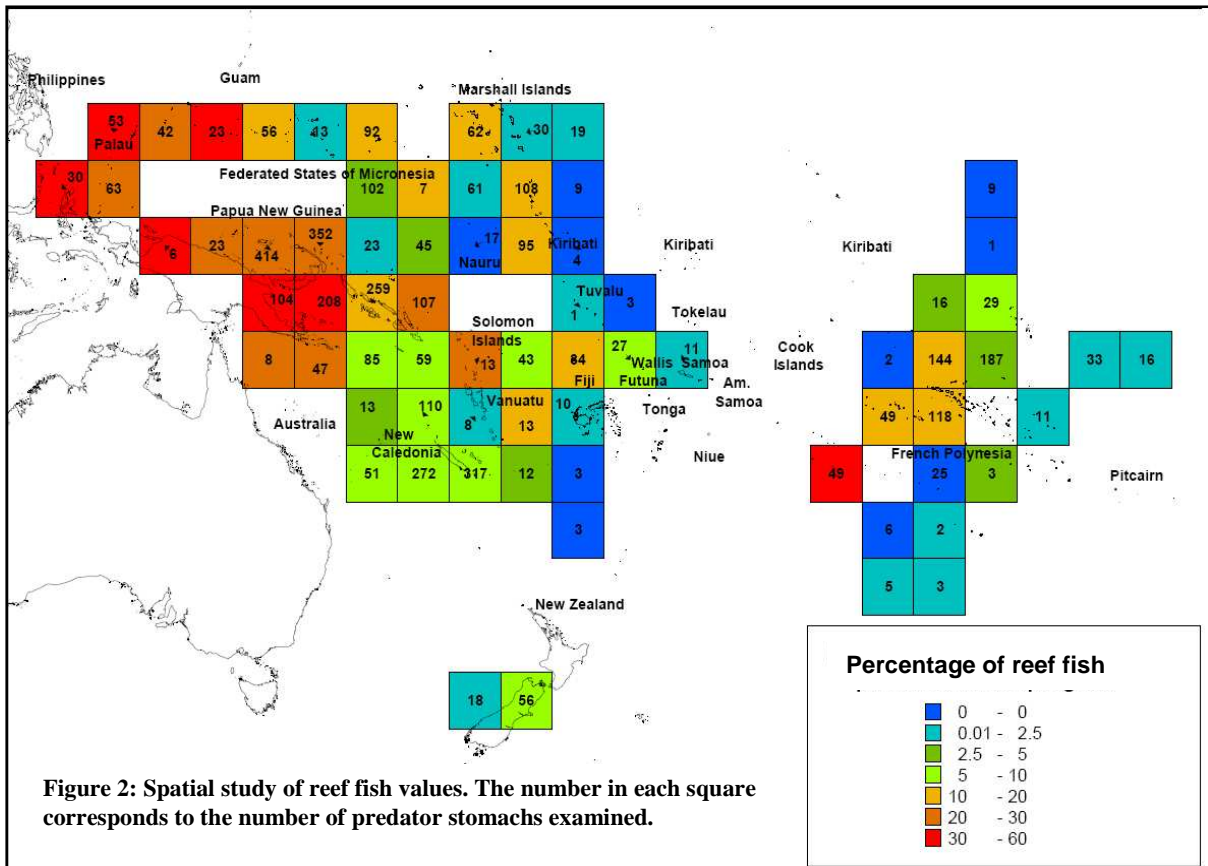 Philippines Guam
Marshall Islands
53 42 23 56 13 92 62 30 19
Palau
30 63 Federated States of Micronesia 102 7 61 108 9 9
Papua New Guinea
6 23 414 352 23 45 17 95 Kiribati 4 Kiribati Kiribati 1
Nauru
104 208 259 107 Tuvalu 1 3 16 29
Tokelau
Solomon
Islands
8 47 85 59 13 43 84 27 11 2 144 187 33 16
Wallis Samoa
Cook
Islands
Fiji Futuna Am.
Samoa
13 110 8 Vanuatu 13 10 Tonga 49 118 11
Australia
New
Caledonia
Niue
French Polynesia
51 272 317 12 3 49 25 3
Pitcairn
3 6 2
5 3
New Zealand
18 56
Percentage of reef fish
0 - 0
0.01 - 2.5
2.5 - 5
5 - 10
10 - 20
20 - 30
30 - 60
Figure 2: Spatial study of reef fish values. The number in each square
corresponds to the number of predator stomachs examined.